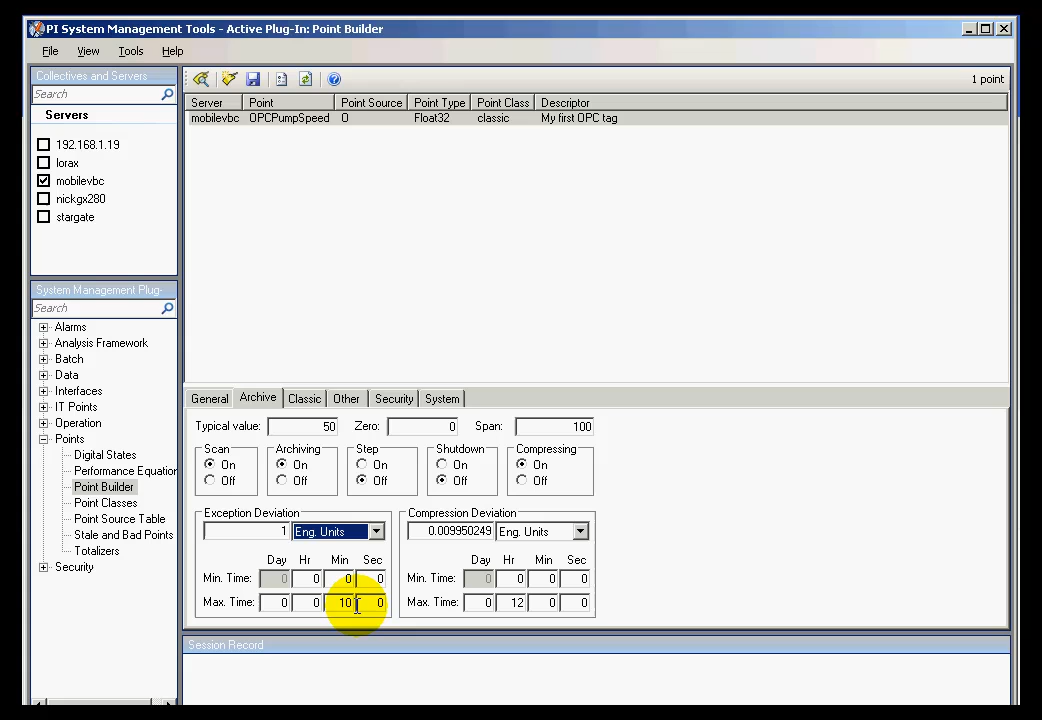 PI System Management Tools - Active Plug-In: Point Builder
File View Tools Help
Collectives and Servers
Search
Servers
192.168.1.19
lorax
mobilevbc
nickgx280
stargate
1 point
Server Point Point Source Point Type Point Class Descriptor
mobilevbc OPCPumpSpeed O Float32 classic My first OPC tag
System Management Plug-
Search
Alarms
Analysis Framework
Batch
Data
Interfaces
IT Points
Operation
Points
Digital States
Performance Equation
Point Builder
Point Classes
Point Source Table
Stale and Bad Points
Totalizers
Security
General Archive Classic Other Security System
Typical value: 50 Zero: 0 Span: 100
Scan Archiving Step Shutdown Compressing
On On On On On
Off Off Off Off Off
Exception Deviation Compression Deviation
1 Eng. Units 0.009950249 Eng. Units
Day Hr Min Sec Day Hr Min Sec
Min. Time: 0 0 0 0 Min. Time: 0 0 0 0
Max. Time: 0 0 10 0 Max. Time: 0 12 0 0
Session Record